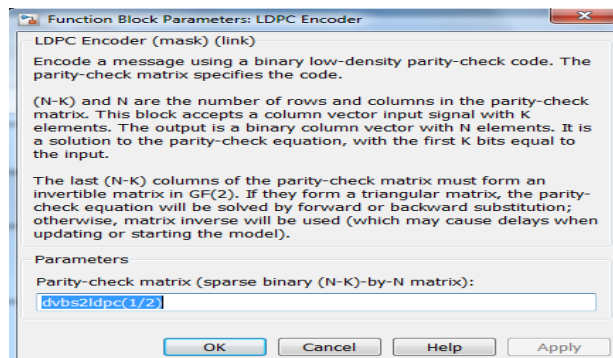 Function Block Parameters: LDPC Encoder
LDPC Encoder (mask) (link)
Encode a message using a binary low-density parity-check code. The
parity-check matrix specifies the code.
(N-K) and N are the number of rows and columns in the parity-check
matrix. This block accepts a column vector input signal with K
elements. The output is a binary column vector with N elements. It is
a solution to the parity-check equation, with the first K bits equal to
the input.
The last (N-K) columns of the parity-check matrix must form an
invertible matrix in GF(2). If they form a triangular matrix, the parity-
check equation will be solved by forward or backward substitution;
otherwise, matrix inverse will be used (which may cause delays when
updating or starting the model).
Parameters
Parity-check matrix (sparse binary (N-K)-by-N matrix):
dvbs2ldpc(1/2)
OK Cancel Help Apply